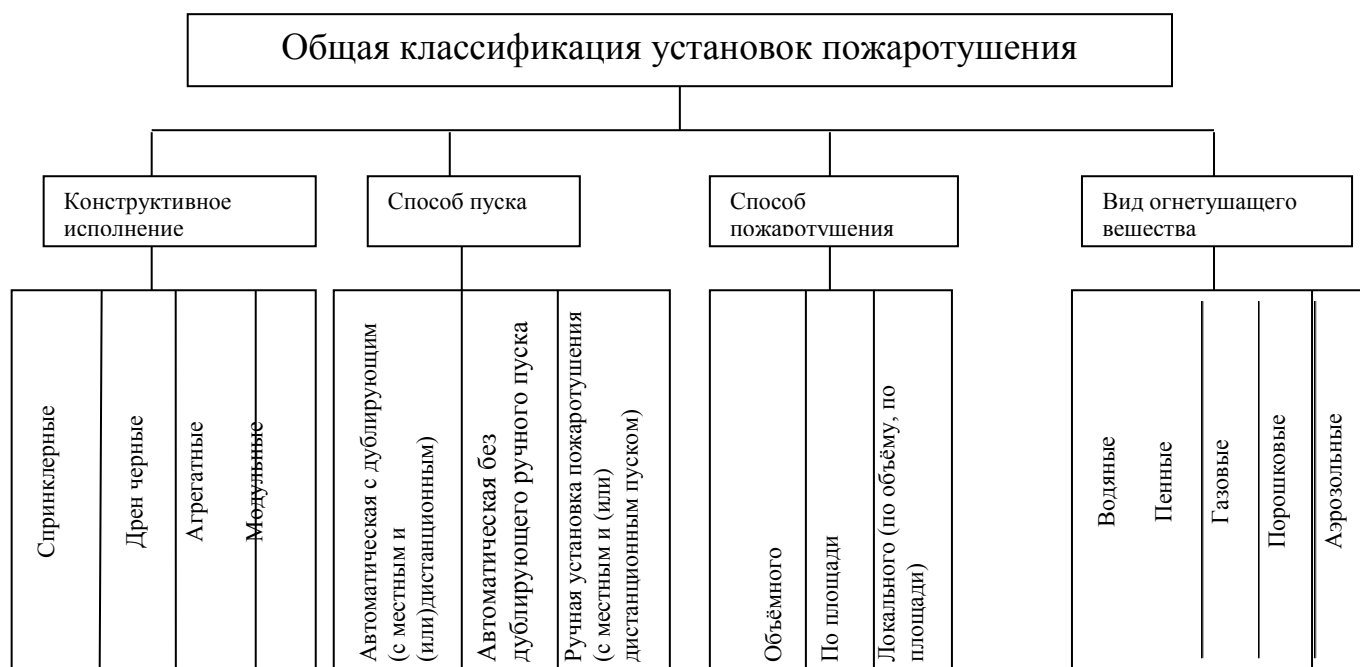 Общая классификация установок пожаротушения
Конструктивное
исполнение
Способ пуска
Способ
пожаротушения
Вид огнетушащего
вещества
Спринклерные
Дрен черные
Агрегатные
Модульные
Автоматическая с дублирующим
(с местным и
(или)дистанционным)
Автоматическая без
дублирующего ручного пуска
Ручная установка пожаротушения
(с местным и (или)
дистанционным пуском)
Объёмного
По площади
Локального (по объёму, по
площади)
Водяные
Пенные
Газовые
Порошковые
Аэрозольные